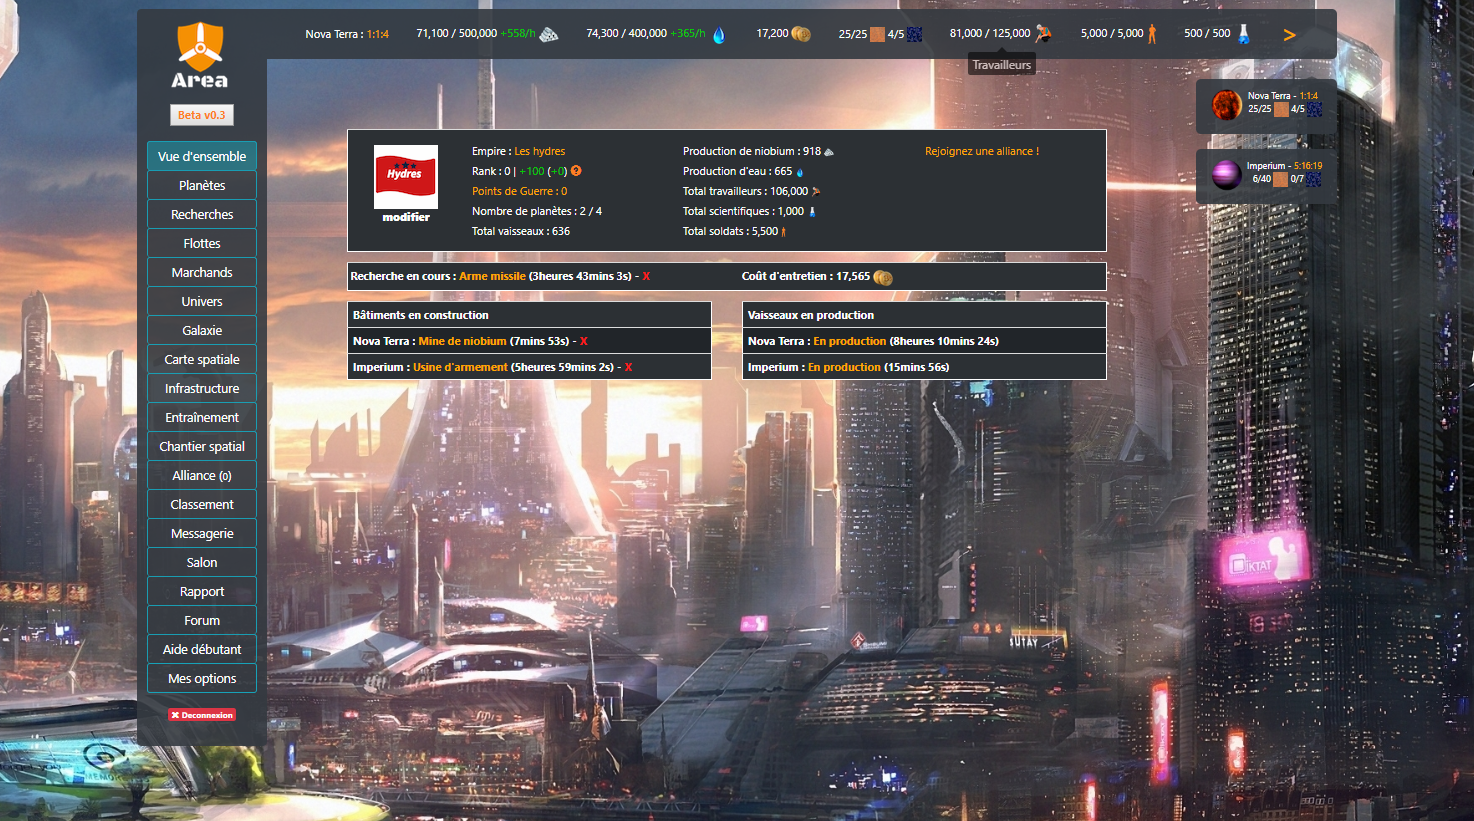 Nova Terra : 1:1:4 71,100 / 500,000 +558/h 74,300 / 400,000 +365/h 17,200 25/25 4/5 81,000 / 125,000 5,000 / 5,000 500 / 500 >
Travailleurs
Area
Beta v0.3
Vue d'ensemble
Planètes
Recherches
Flottes
Marchands
Univers
Galaxie
Carte spatiale
Infrastructure
Entraînement
Chantier spatial
Alliance (0)
Classement
Messagerie
Salon
Rapport
Forum
Aide débutant
Mes options
Deconnexion
Hydres
modifier
Empire : Les hydres
Rank : 0 | +100 (+0)
Points de Guerre : 0
Nombre de planètes : 2 / 4
Total vaisseaux : 636
Production de niobium : 918
Production d'eau : 665
Total travailleurs : 106,000
Total scientifiques : 1,000
Total soldats : 5,500
Rejoignez une alliance !
Recherche en cours : Arme missile (3heures 43mins 3s) - X
Coût d'entretien : 17,565
Bâtiments en construction
Nova Terra : Mine de niobium (7mins 53s) - X
Imperium : Usine d'armement (5heures 59mins 2s) - X
Vaisseaux en production
Nova Terra : En production (8heures 10mins 24s)
Imperium : En production (15mins 56s)
Nova Terra - 1:1:4
25/25 4/5
Imperium - 5:16:19
6/40 0/7
DIKTAT